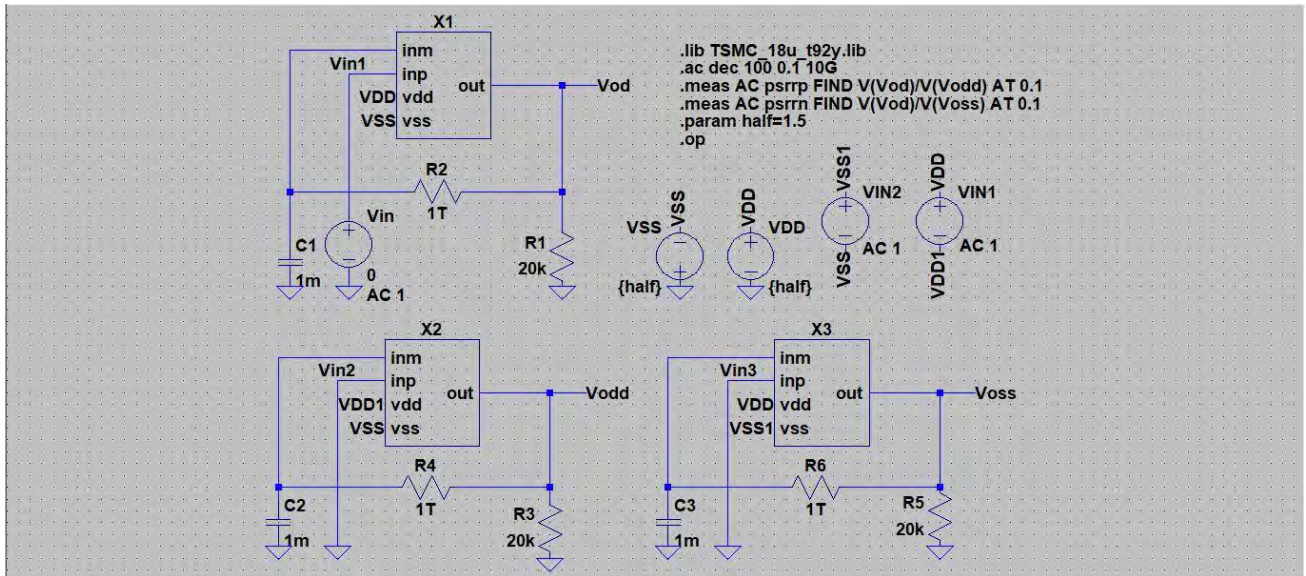 X1
inm
Vin1
inp
out
Vod
VDD vdd
VSS vss
.lib TSMC_18u_t92y.lib
.ac dec 100 0.1 10G
.meas AC psrrp FIND V(Vod)/V(Vodd) AT 0.1
.meas AC psrrn FIND V(Vod)/V(Voss) AT 0.1
.param half=1.5
.op
R2
1T
Vin
0
AC 1
C1
1m
R1
20k
VSS
VSS
{half}
VDD
VDD
{half}
VSS1
VIN2
AC 1
VSS
VDD
VIN1
AC 1
VDD1
X2
inm
Vin2
inp
out
Vodd
VDD1 vdd
VSS vss
R4
1T
C2
1m
R3
20k
X3
inm
Vin3
inp
out
Voss
VDD vdd
VSS1 vss
R6
1T
C3
1m
R5
20k